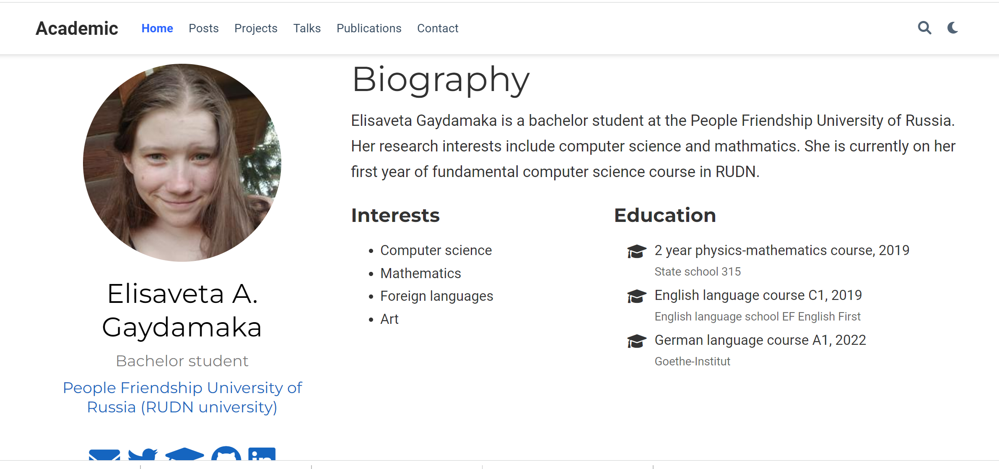 Academic Home Posts Projects Talks Publications Contact
Biography
Elisaveta Gaydamaka is a bachelor student at the People Friendship University of Russia.
Her research interests include computer science and mathmatics. She is currently on her
first year of fundamental computer science course in RUDN.
Interests
Computer science
Mathematics
Foreign languages
Art
Education
2 year physics-mathematics course, 2019
State school 315
English language course C1, 2019
English language school EF English First
German language course A1, 2022
Goethe-Institut
Elisaveta A.
Gaydamaka
Bachelor student
People Friendship University of
Russia (RUDN university)
in